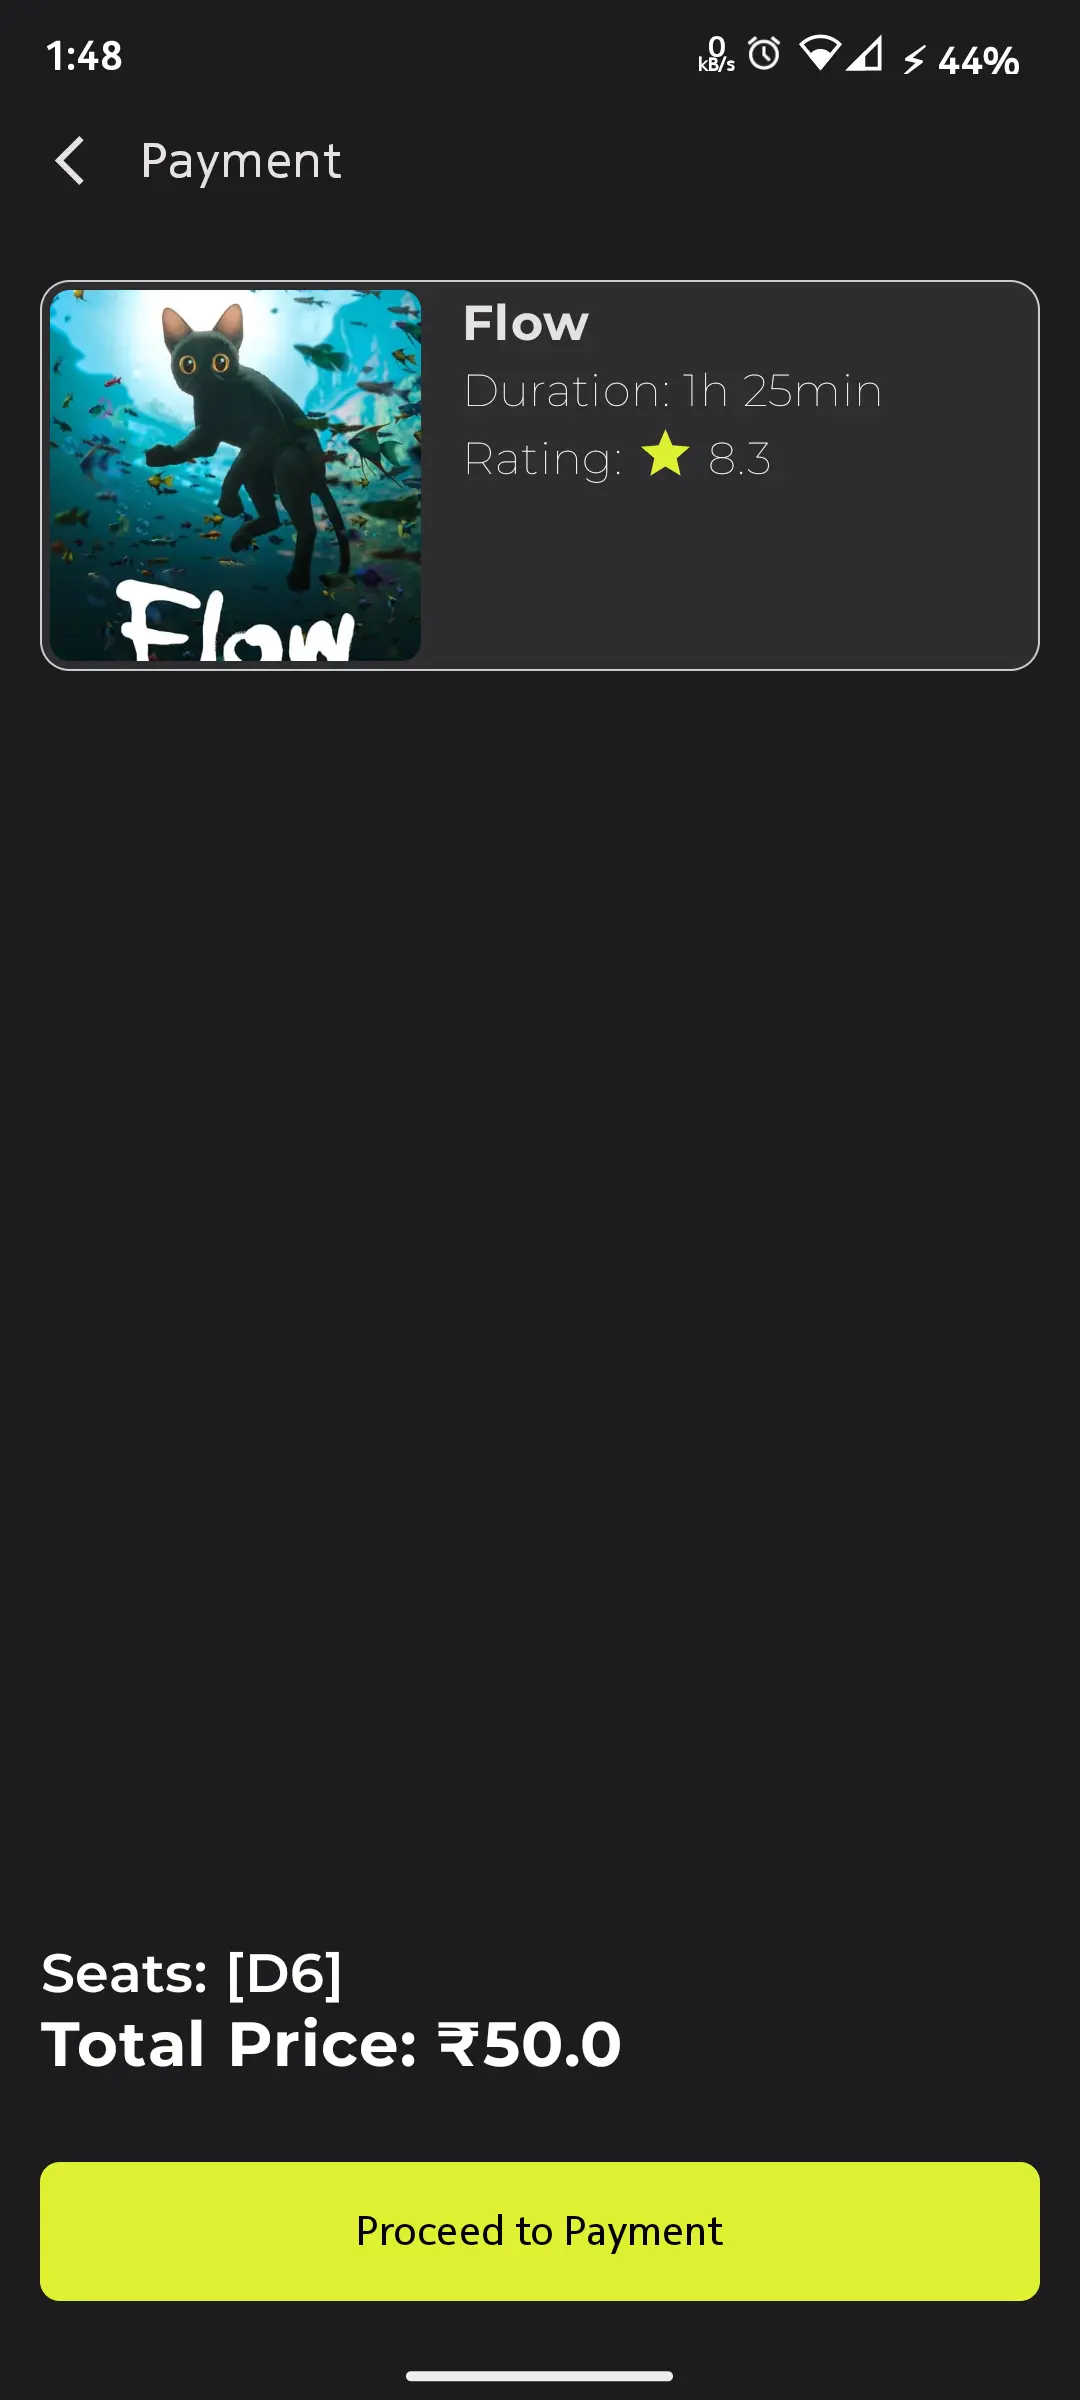 1:48
0
kB/s
44%
Payment
Flow
Duration: 1h 25min
Rating: 8.3
Flow
Seats: [D6]
Total Price: ₹50.0
Proceed to Payment